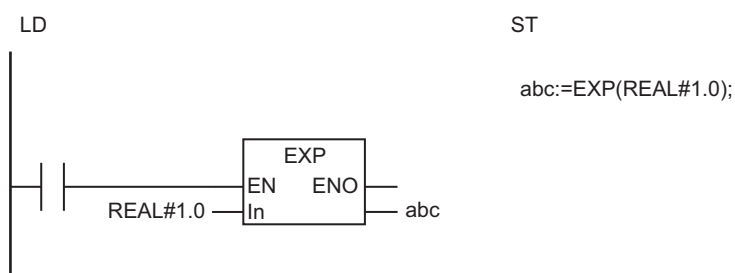 LD
ST
abc:=EXP(REAL#1.0);
EXP
EN ENO
REAL#1.0 In abc